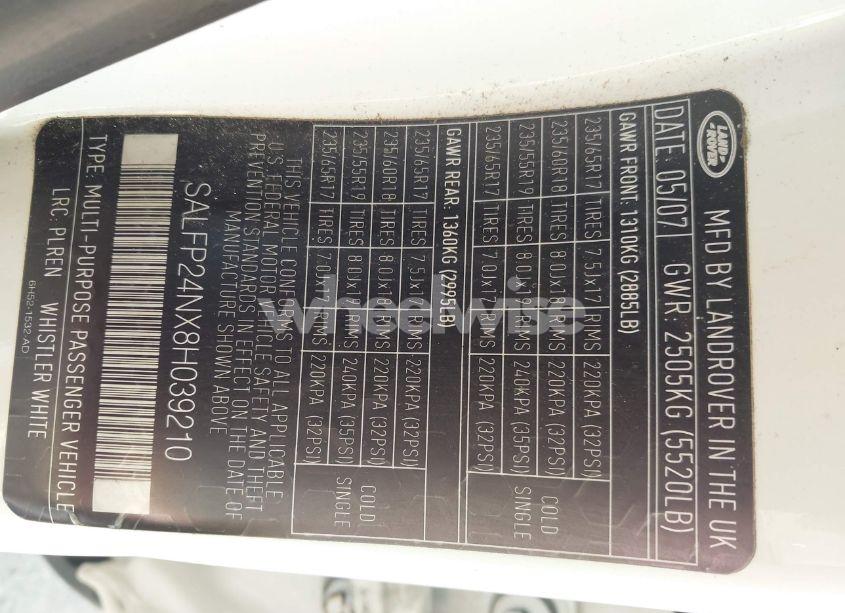 LAND-
ROVER
MFD BY LANDROVER IN THE UK
DATE: 05/07 GWR: 2505KG (5520LB)
GAWR FRONT: 1310KG (2885LB)
235/65R17 TIRES 7.5Jx17 RIMS 220KPA (32PSI)
235/60R18 TIRES 8.0Jx18 RIMS 220KPA (32PSI)
235/55R19 TIRES 8.0Jx19 RIMS 240KPA (35PSI)
235/65R17 TIRES 7.0Jx17 RIMS 220KPA (32PSI)
COLD
SINGLE
GAWR REAR: 1360KG (2995LB)
235/65R17 TIRES 7.5Jx17 RIMS 220KPA (32PSI)
235/60R18 TIRES 8.0Jx18 RIMS 220KPA (32PSI)
235/55R19 TIRES 8.0Jx19 RIMS 240KPA (35PSI)
235/65R17 TIRES 7.0Jx17 RIMS 220KPA (32PSI)
COLD
SINGLE
THIS VEHICLE CONFORMS TO ALL APPLICABLE
U.S. FEDERAL MOTOR VEHICLE SAFETY AND THEFT
PREVENTION STANDARDS IN EFFECT ON THE DATE OF
MANUFACTURE SHOWN ABOVE
SALFP24NX8H039210
TYPE: MULTI-PURPOSE PASSENGER VEHICLE
LRC: PLREN WHISTLER WHITE
6H52-1532 AD
wheelwise